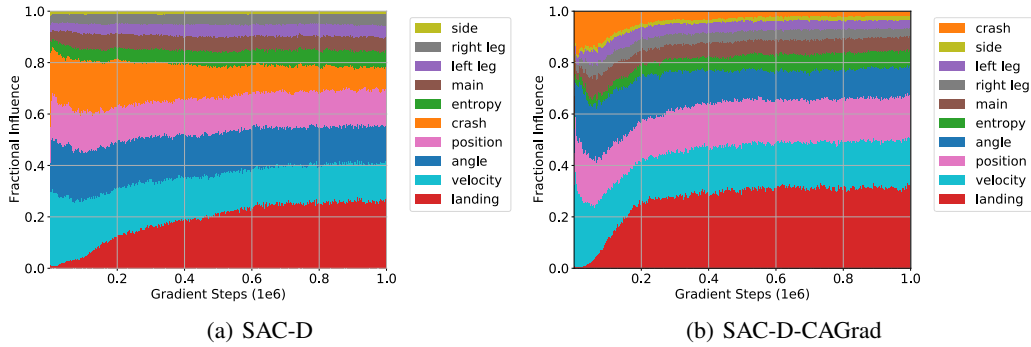 1.0
0.8
0.6
0.4
0.2
0.0
Fractional Influence
0.2 0.4 0.6 0.8 1.0
Gradient Steps (1e6)
side
right leg
left leg
main
entropy
crash
position
angle
velocity
landing
(a) SAC-D
1.0
0.8
0.6
0.4
0.2
0.0
Fractional Influence
0.2 0.4 0.6 0.8 1.0
Gradient Steps (1e6)
crash
side
left leg
right leg
main
entropy
angle
position
velocity
landing
(b) SAC-D-CAGrad